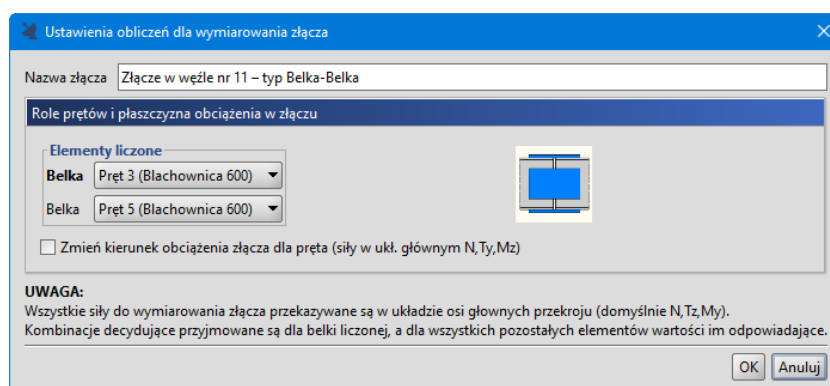 Ustawienia obliczeń dla wymiarowania złącza
Nazwa złącza Złącze w węźle nr 11 – typ Belka-Belka
Role prętów i płaszczyzna obciążenia w złączu
Elementy liczone
Belka Pręt 3 (Blachownica 600)
Belka Pręt 5 (Blachownica 600)
Zmień kierunek obciążenia złącza dla pręta (siły w ukł. głównym N,Ty,Mz)
UWAGA:
Wszystkie siły do wymiarowania złącza przekazywane są w układzie osi głownych przekroju (domyślnie N,Tz,My).
Kombinacje decydujące przyjmowane są dla belki liczonej, a dla wszystkich pozostałych elementów wartości im odpowiadające.
OK Anuluj